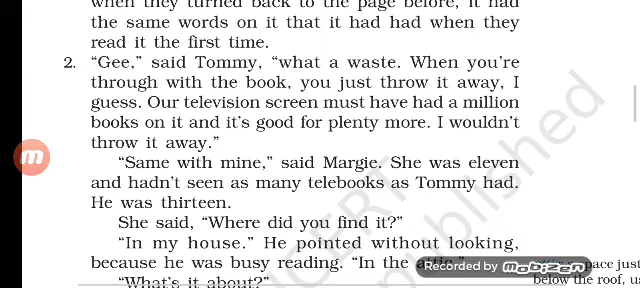 when they turned back to the page before, it had
the same words on it that it had had when they
read it the first time.
2. “Gee,” said Tommy, “what a waste. When you’re
through with the book, you just throw it away, I
guess. Our television screen must have had a million
books on it and it’s good for plenty more. I wouldn’t
throw it away.”
“Same with mine,” said Margie. She was eleven
and hadn’t seen as many telebooks as Tommy had.
He was thirteen.
She said, “Where did you find it?”
“In my house.” He pointed without looking,
because he was busy reading. “In the
“What’s it about?”
pace just
below the roof, u
Recorded by mobizen
NCERT
published